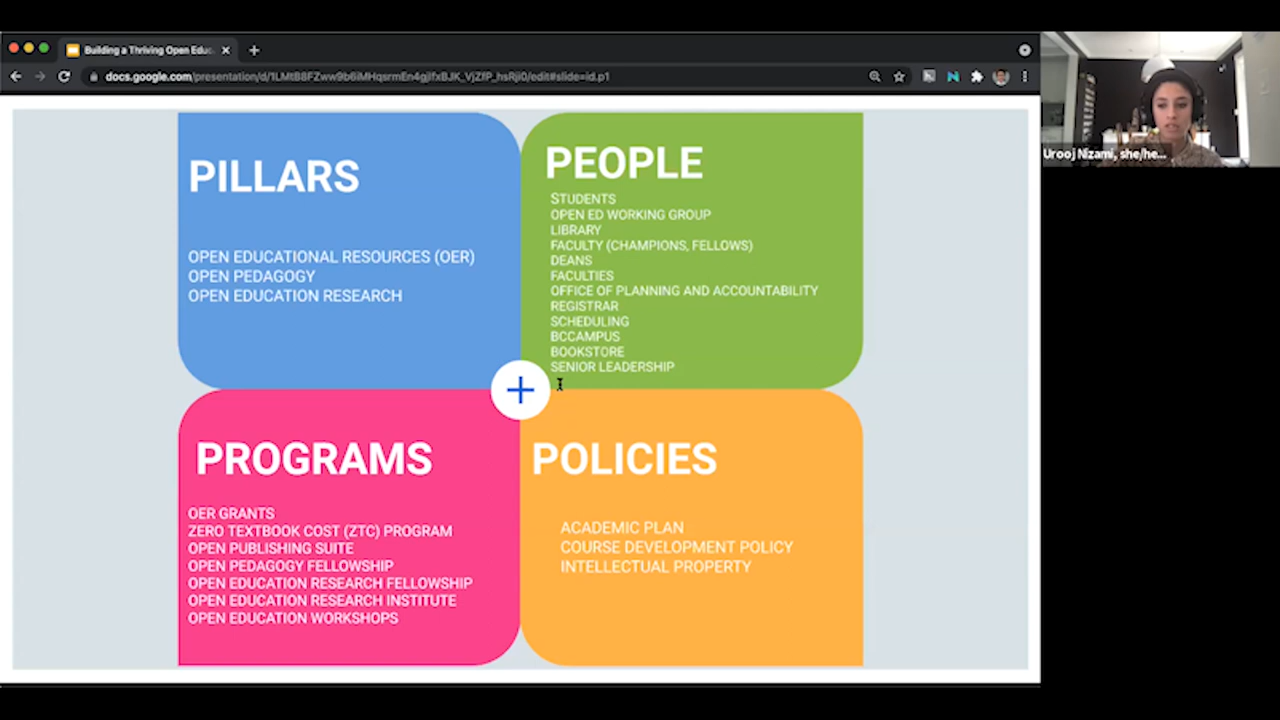 Building a Thriving Open Educ
docs.google.com/presentation/d/1LMtB8FZww9b6iMHqsrmEn4gjlfxBJK_VjZfP_hsRji0/edit#slide=id.p1
Urooj Nizami, she/he...
PILLARS
OPEN EDUCATIONAL RESOURCES (OER)
OPEN PEDAGOGY
OPEN EDUCATION RESEARCH
PEOPLE
STUDENTS
OPEN ED WORKING GROUP
LIBRARY
FACULTY (CHAMPIONS, FELLOWS)
DEANS
FACULTIES
OFFICE OF PLANNING AND ACCOUNTABILITY
REGISTRAR
SCHEDULING
BCCAMPUS
BOOKSTORE
SENIOR LEADERSHIP
PROGRAMS
OER GRANTS
ZERO TEXTBOOK COST (ZTC) PROGRAM
OPEN PUBLISHING SUITE
OPEN PEDAGOGY FELLOWSHIP
OPEN EDUCATION RESEARCH FELLOWSHIP
OPEN EDUCATION RESEARCH INSTITUTE
OPEN EDUCATION WORKSHOPS
POLICIES
ACADEMIC PLAN
COURSE DEVELOPMENT POLICY
INTELLECTUAL PROPERTY